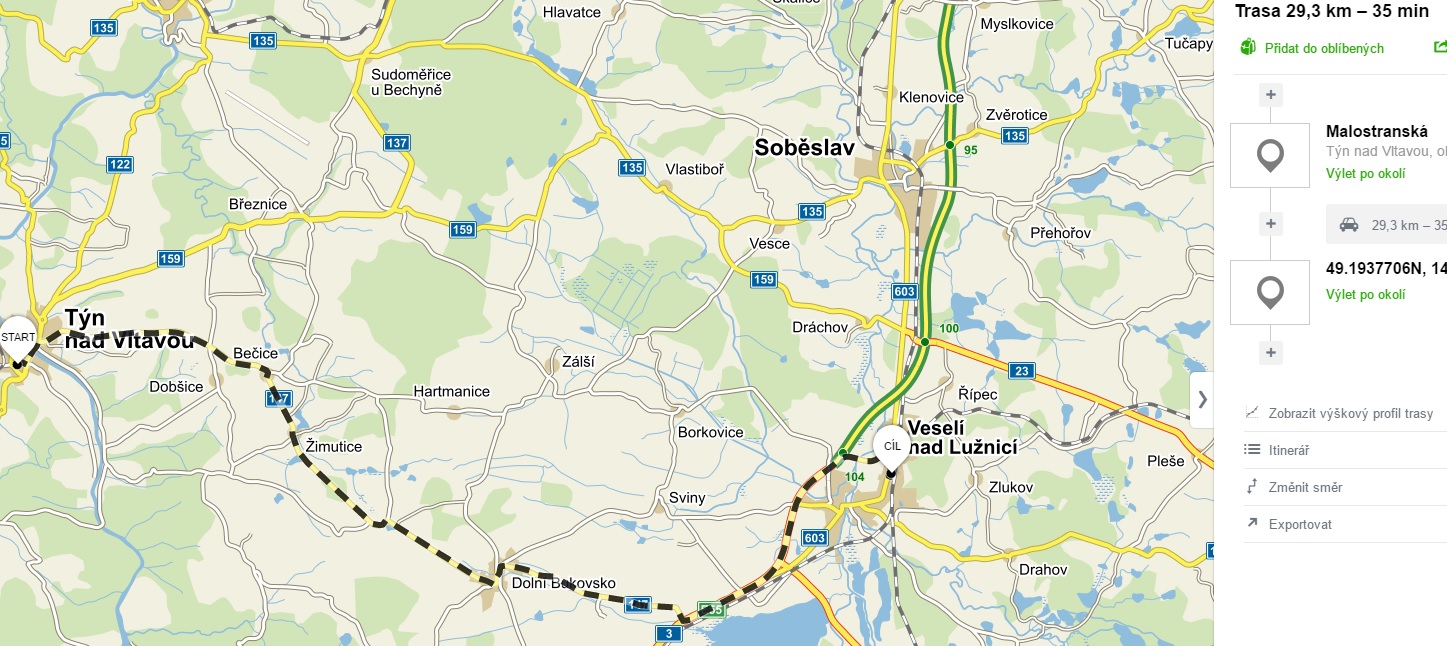 Hlavatce
Myslkovice
135
135
Tučapy
Sudoměřice
u Bechyně
Klenovice
Zvěrotice
135
137
Soběslav
95
122
135
Vlastiboř
Březnice
135
159
Vesce
Přehořov
159
159
603
Týn
nad Vltavou
START
Dráchov
100
Bečice
Zálší
23
Dobšice
Hartmanice
Řípec
Borkovice
CÍL
Veselí
nad Lužnicí
Žimutice
104
Pleše
Sviny
Zlukov
603
Drahov
Dolní Bukovsko
3
Trasa 29,3 km – 35 min
Přidat do oblíbených
Malostranská
Týn nad Vltavou,
Výlet po okolí
29,3 km – 35
49.1937706N, 14
Výlet po okolí
Zobrazit výškový profil trasy
Itinerář
Změnit směr
Exportovat